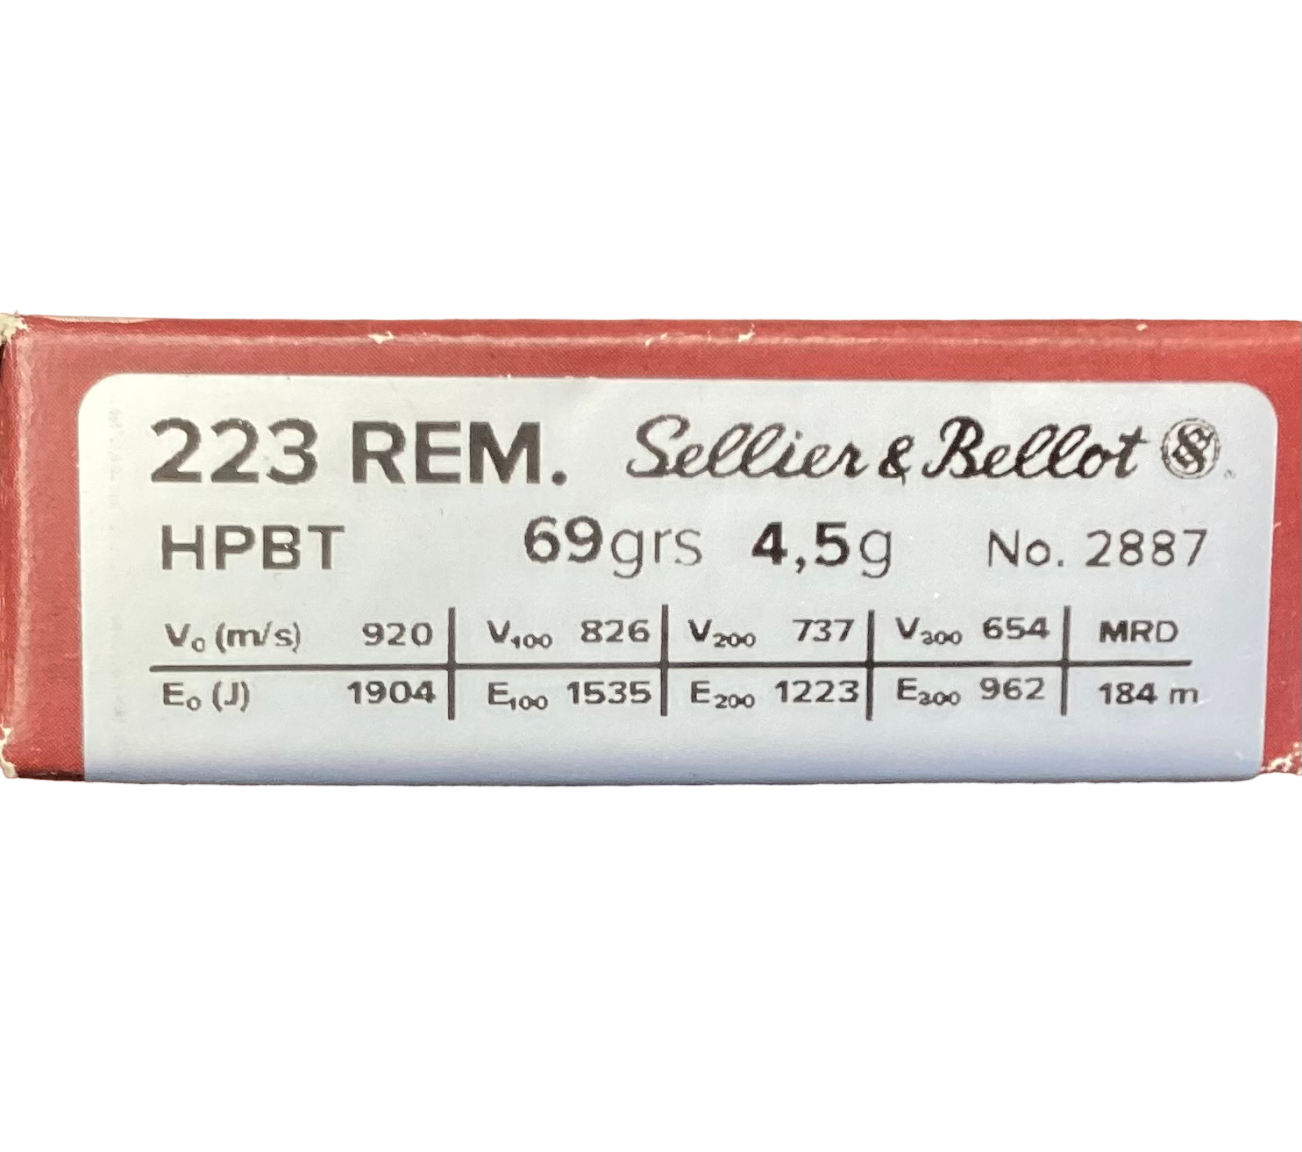 223 REM. Sellier & Bellot
HPBT 69grs 4,5g No. 2887
V₀ (m/s) 920 V₁₀₀ 826 V₂₀₀ 737 V₃₀₀ 654 MRD
E₀ (J) 1904 E₁₀₀ 1535 E₂₀₀ 1223 E₃₀₀ 962 184 m